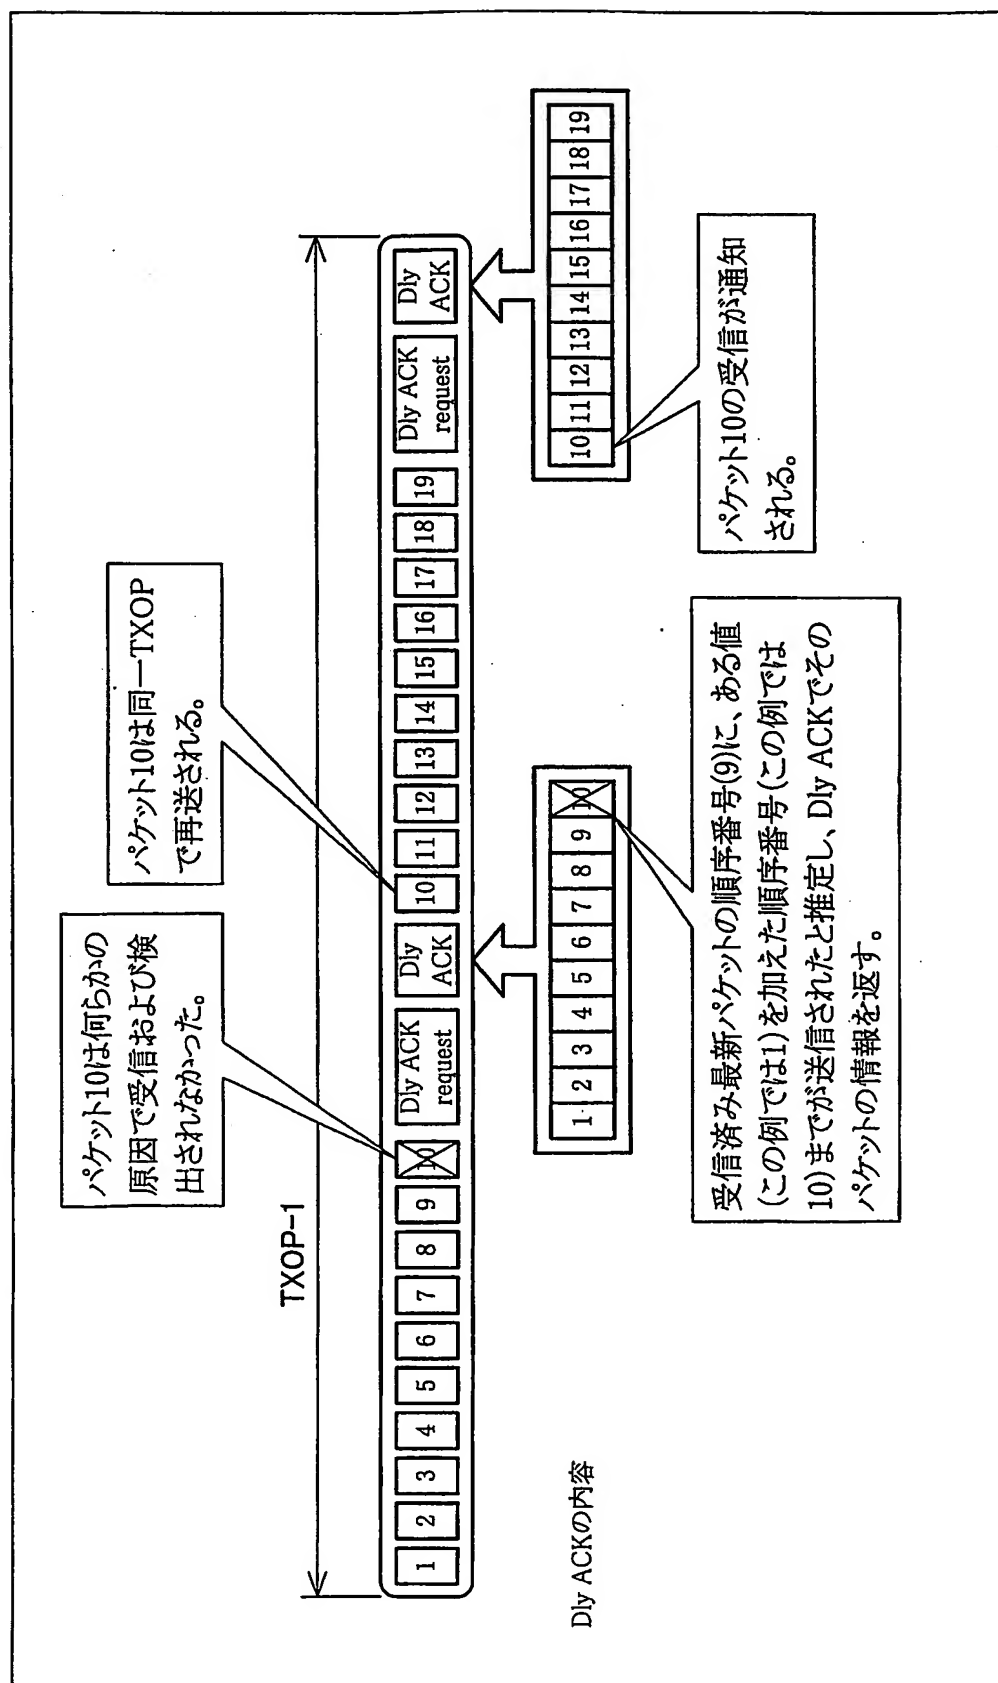 パケット10は何らかの
原因で受信および検
出されなかった。
パケット10は同一TXOP
で再送される。
TXOP-1
1 2 3 4 5 6 7 8 9 10 Dly ACK request Dly ACK 10 11 12 13 14 15 16 17 18 19 Dly ACK request Dly ACK
Dly ACKの内容
1 2 3 4 5 6 7 8 9 10
10 11 12 13 14 15 16 17 18 19
受信済み最新パケットの順序番号(9)に、ある値
(この例では1)を加えた順序番号(この例では
10)までが送信されたと推定し、Dly ACKでその
パケットの情報を返す。
パケット10の受信が通知
される。